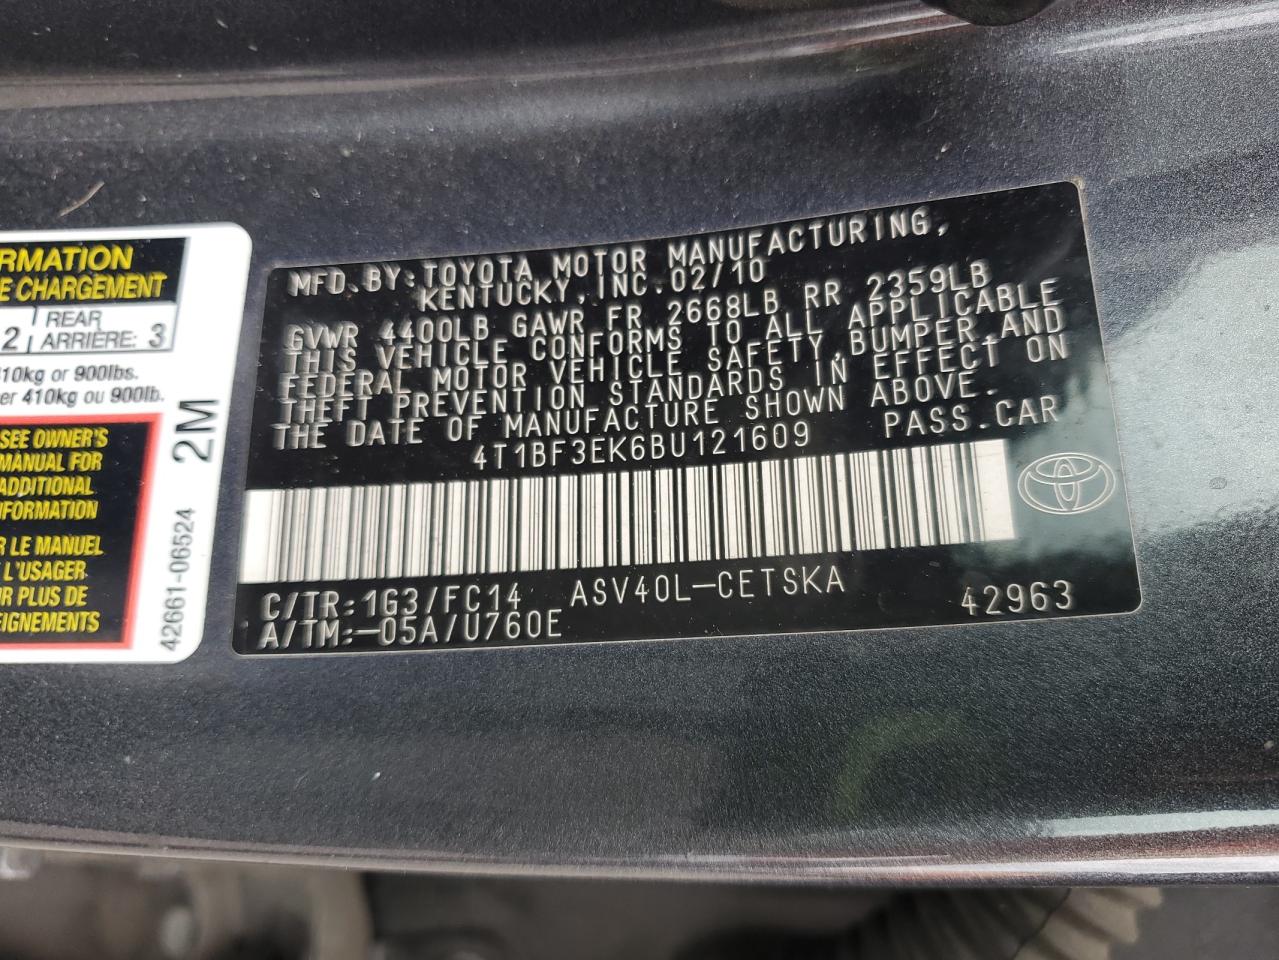 RMATION
E CHARGEMENT
2 REAR
ARRIÈRE: 3
10kg or 900lbs.
er 410kg ou 900lb.
SEE OWNER'S
MANUAL FOR
ADDITIONAL
NFORMATION
R LE MANUEL
L'USAGER
R PLUS DE
EIGNEMENTS
42661-06524 2M
MFD.BY:TOYOTA MOTOR MANUFACTURING,
KENTUCKY,INC.02/10
GVWR 4400LB GAWR FR 2668LB RR 2359LB
THIS VEHICLE CONFORMS TO ALL APPLICABLE
FEDERAL MOTOR VEHICLE SAFETY,BUMPER,AND
THEFT PREVENTION STANDARDS IN EFFECT ON
THE DATE OF MANUFACTURE SHOWN ABOVE.
4T1BF3EK6BU121609 PASS.CAR
C/TR:1G3/FC14 ASV40L-CETSKA 42963
A/TM:-05A/U760E